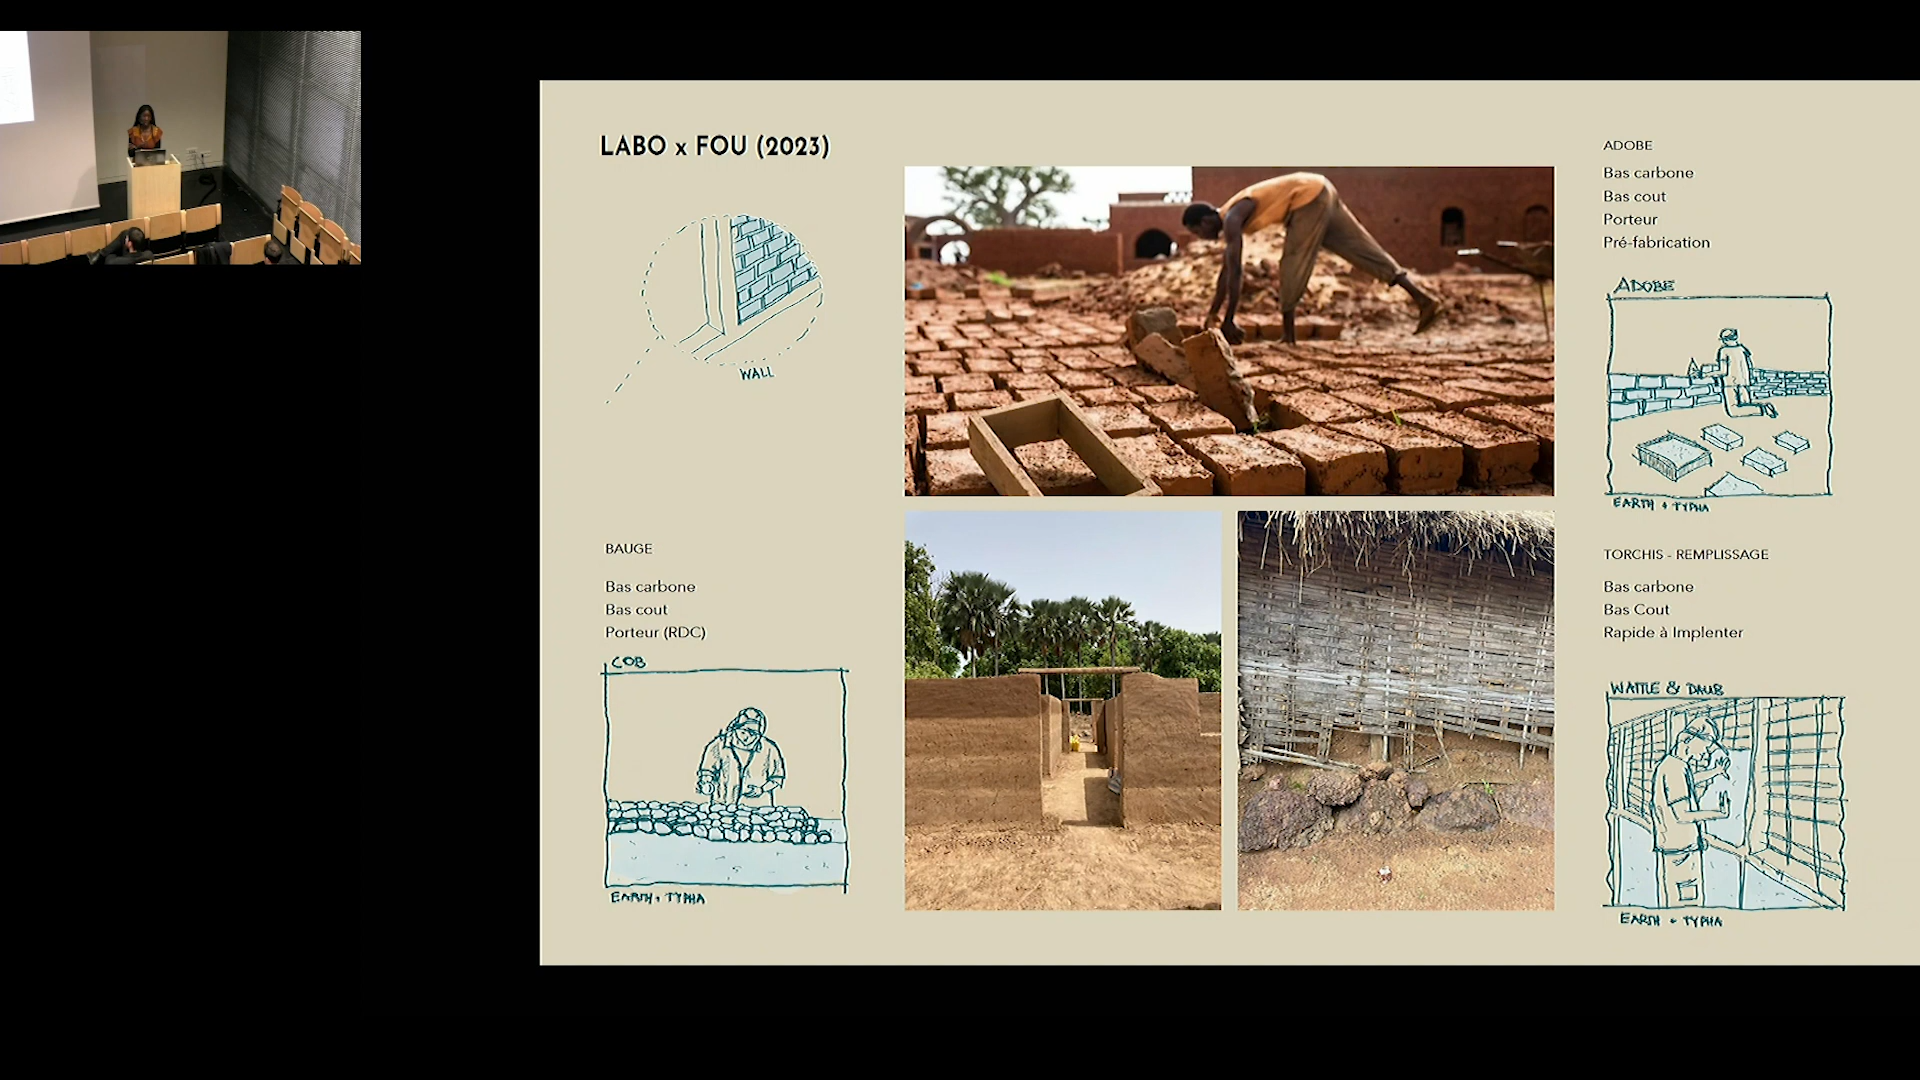 LABO x FOU (2023)
WALL
BAUGE
Bas carbone
Bas cout
Porteur (RDC)
COB
EARTH + TYPHA
ADOBE
Bas carbone
Bas cout
Porteur
Pré-fabrication
ADOBE
EARTH + TYPHA
TORCHIS - REMPLISSAGE
Bas carbone
Bas Cout
Rapide à Implenter
WATTLE & DAUB
EARTH + TYPHA